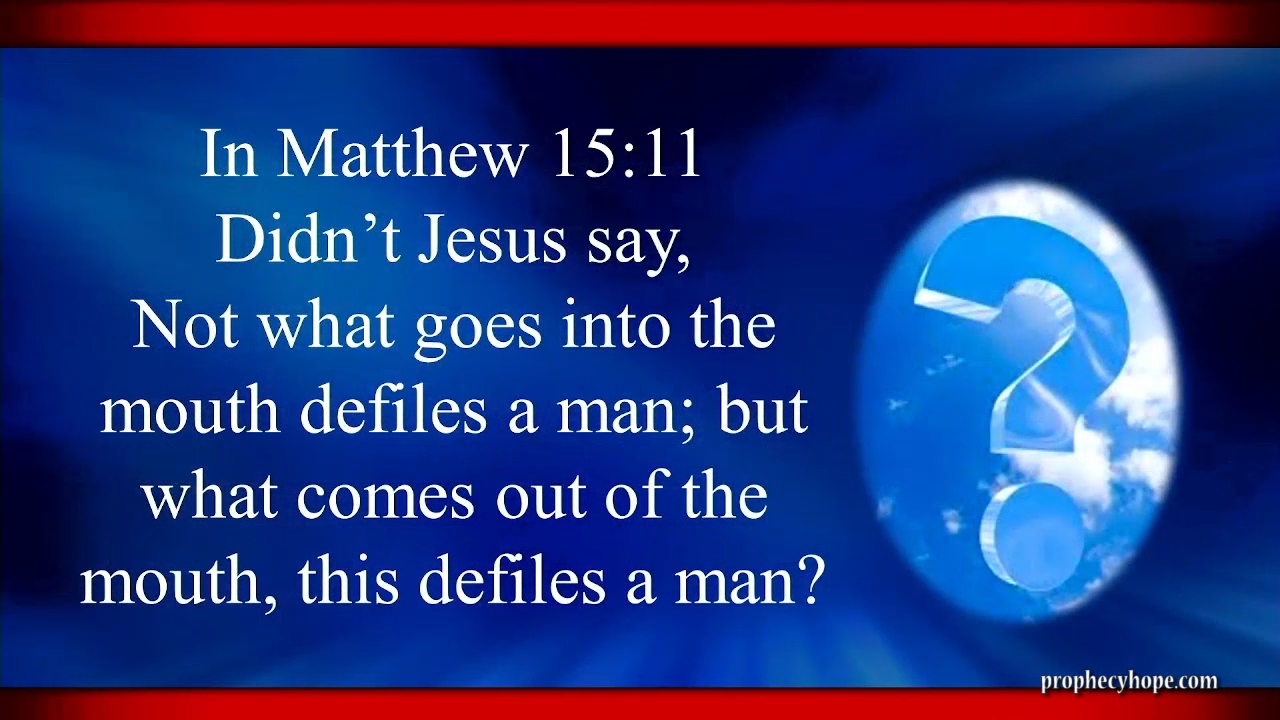 In Matthew 15:11
Didn’t Jesus say,
Not what goes into the
mouth defiles a man; but
what comes out of the
mouth, this defiles a man?
prophecyhope.com